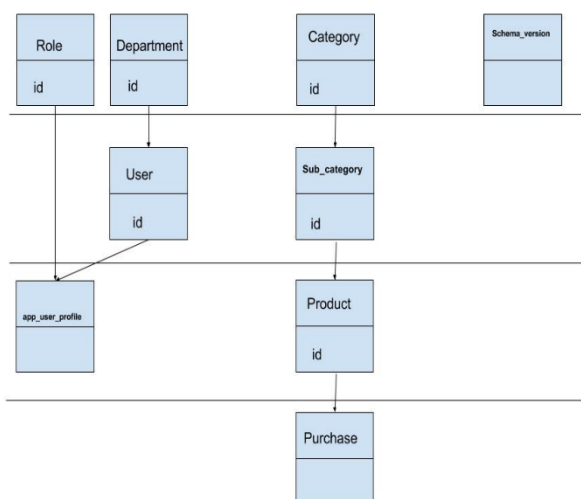 Role
Department
Category
Schema_version
id
id
id
User
Sub_category
id
id
app_user_profile
Product
id
Purchase